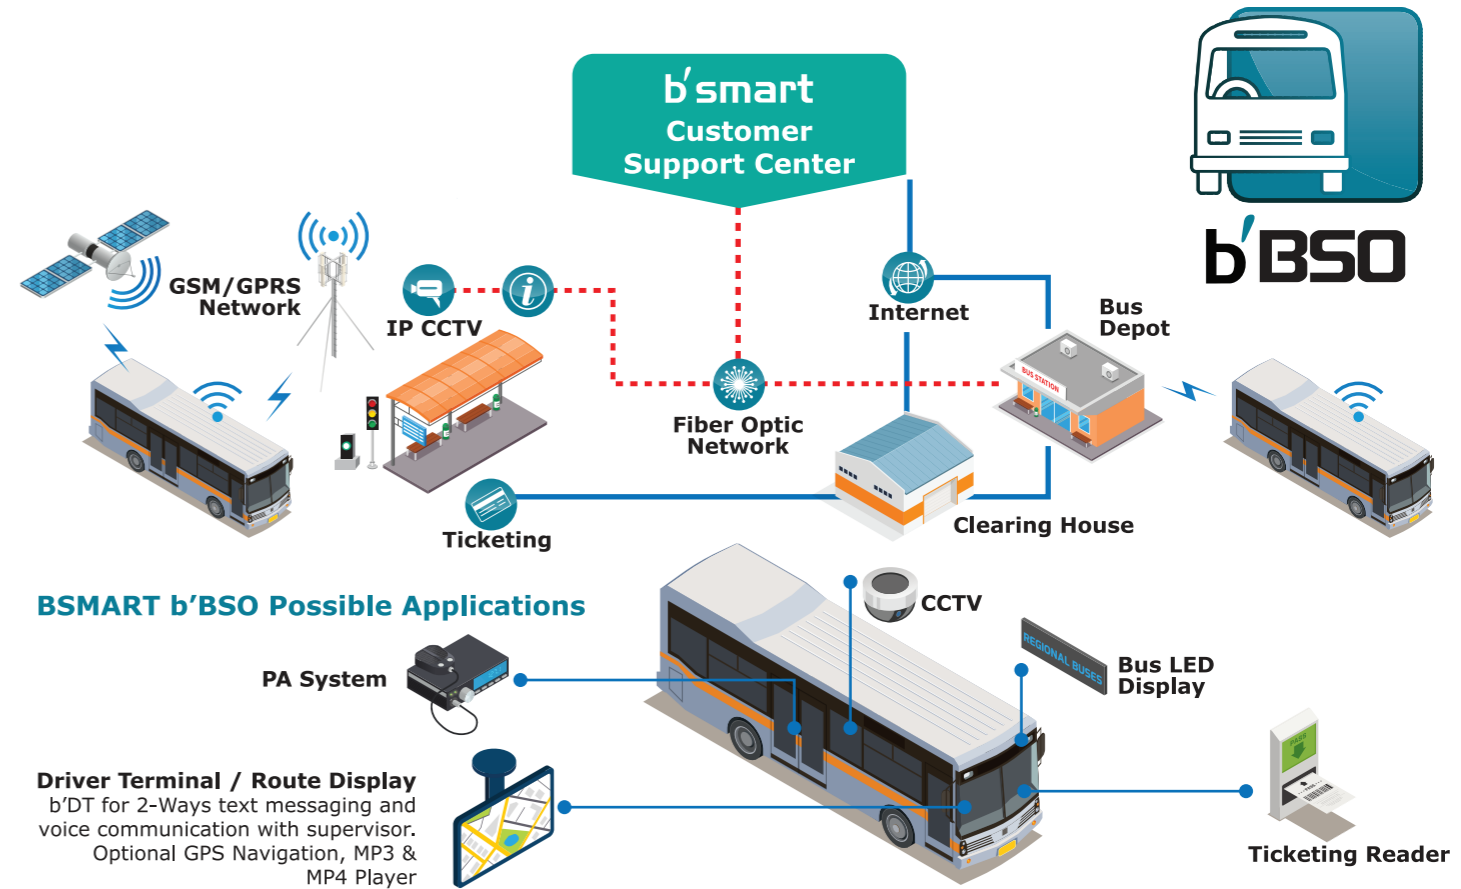 b'smart
Customer
Support Center
b'BSO
GSM/GPRS
Network
IP CCTV
Internet
Bus
Depot
BUS STATION
Fiber Optic
Network
Ticketing
Clearing House
BSMART b’BSO Possible Applications
CCTV
PA System
REGIONAL BUSES
Bus LED
Display
Driver Terminal / Route Display
b’DT for 2-Ways text messaging and
voice communication with supervisor.
Optional GPS Navigation, MP3 &
MP4 Player
PASS
Ticketing Reader